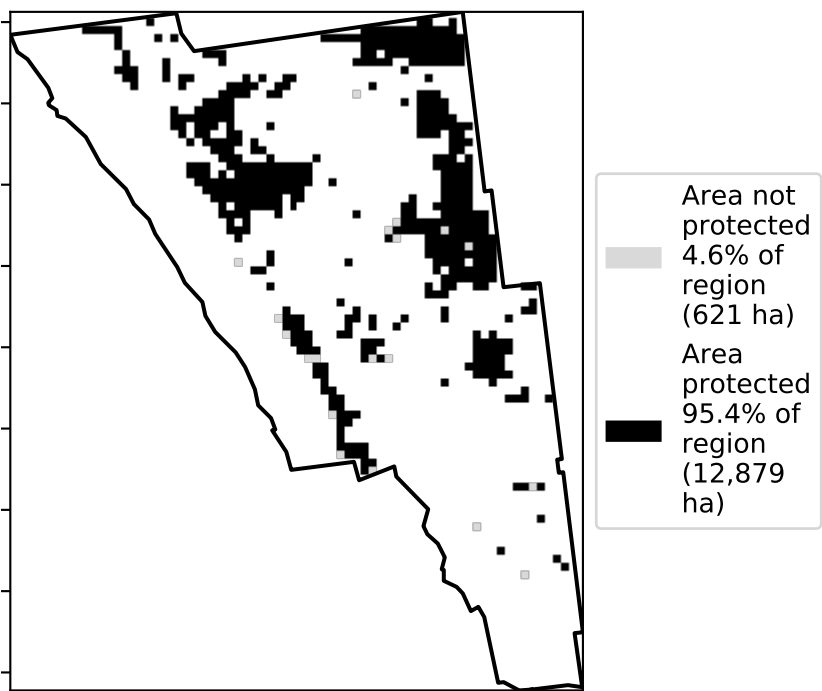 Area not
protected
4.6% of
region
(621 ha)
Area
protected
95.4% of
region
(12,879
ha)